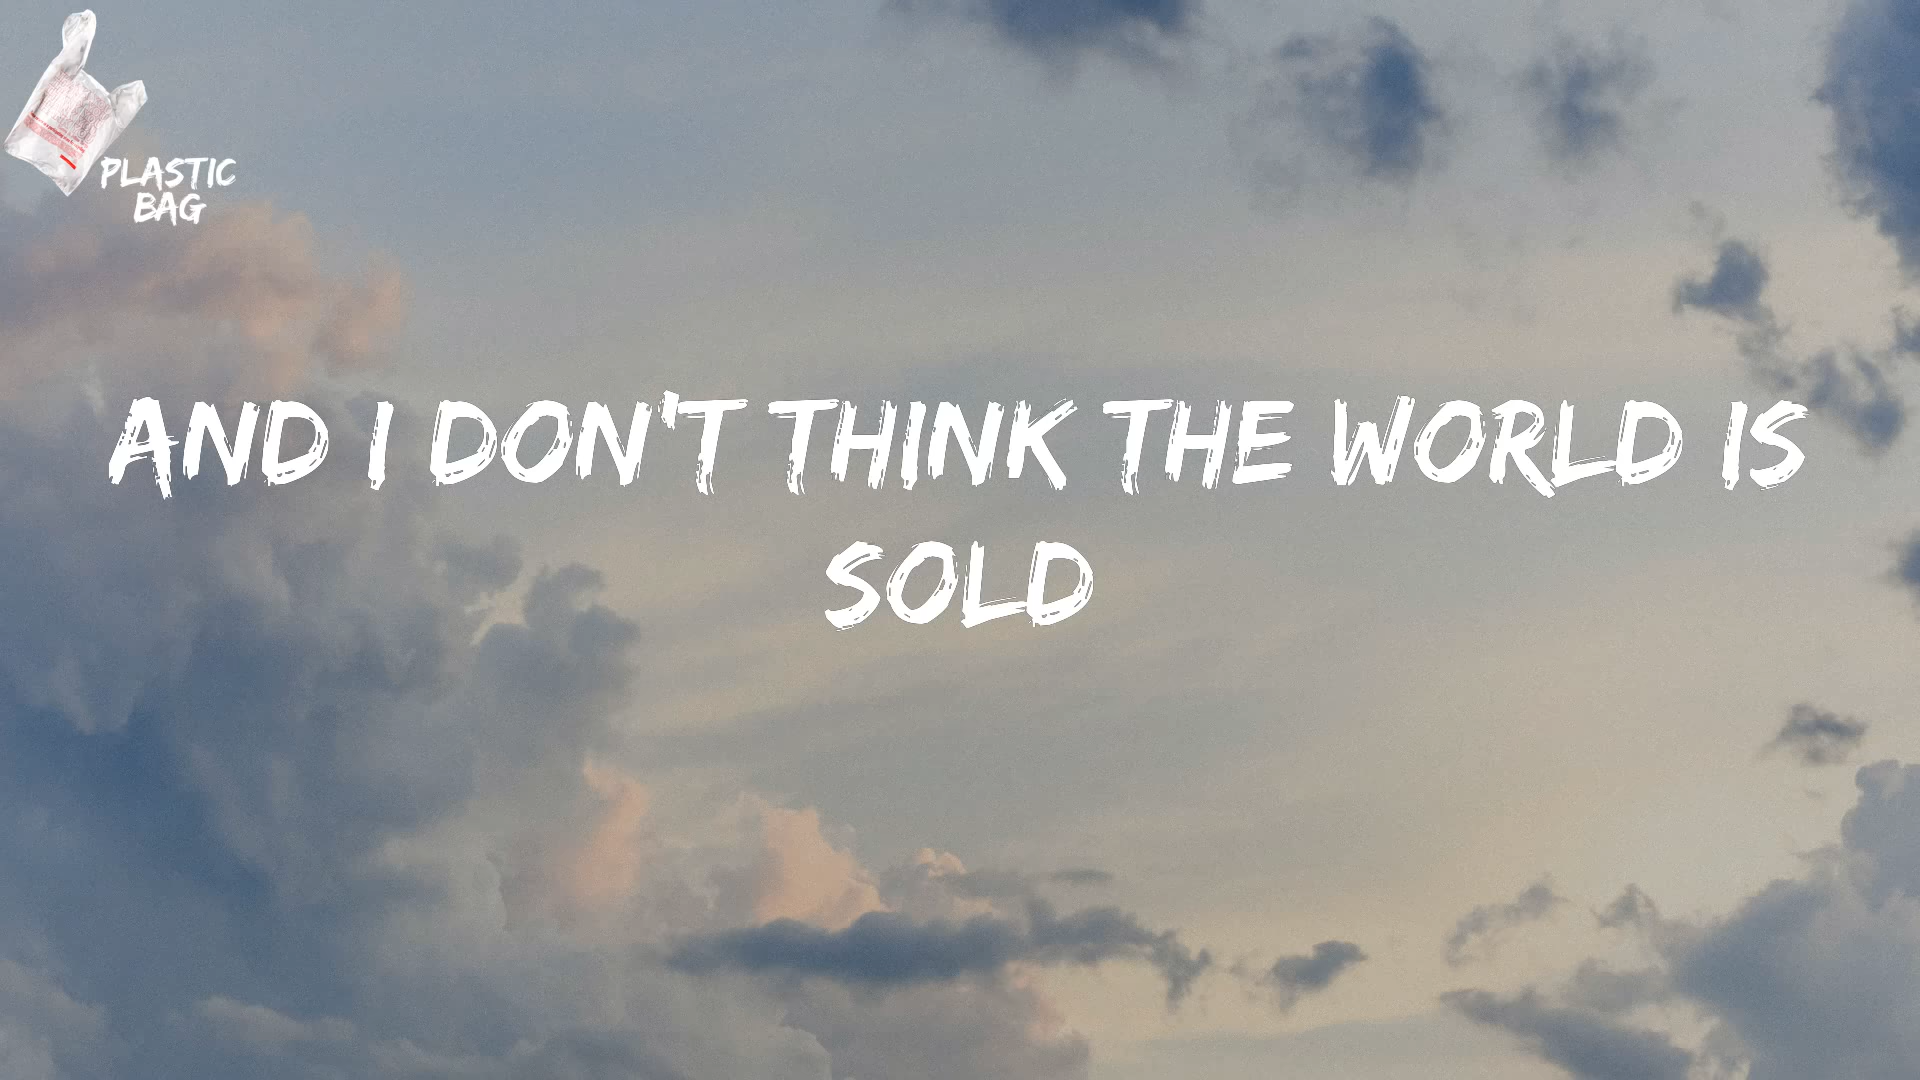 PLASTIC
BAG
AND I DON'T THINK THE WORLD IS
SOLD